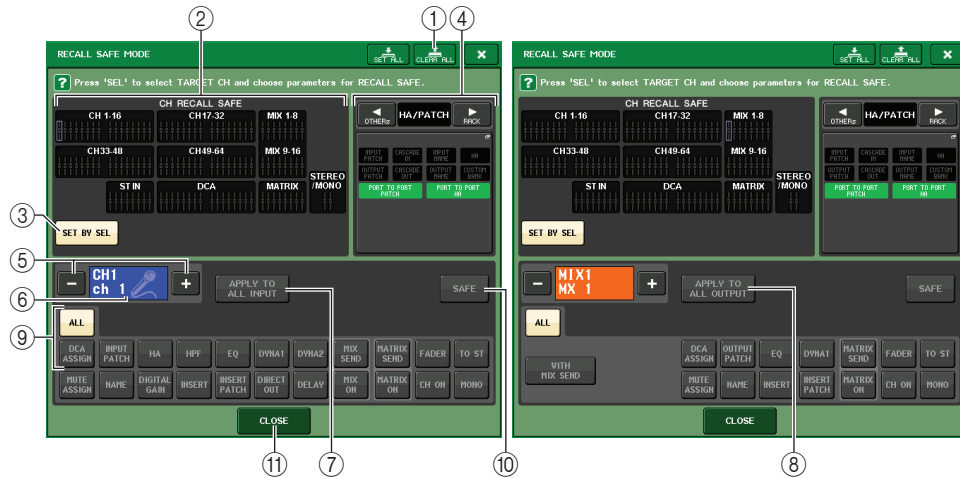 ② ① ④
RECALL SAFE MODE SET ALL CLEAR ALL ×
? Press 'SEL' to select TARGET CH and choose parameters for RECALL SAFE.
CH RECALL SAFE
CH 1-16 CH17-32 MIX 1-8
CH33-48 CH49-64 MIX 9-16
STEREO /MONO
ST IN DCA MATRIX
OTHERs HA/PATCH RACK
INPUT PATCH CASCADE IN INPUT NAME HA
OUTPUT PATCH CASCADE OUT OUTPUT NAME CUSTOM BANK
PORT TO PORT PATCH PORT TO PORT HA
③ SET BY SEL
⑤ − CH1 +
⑥ ch 1
APPLY TO ALL INPUT
SAFE
⑨ ALL
DCA ASSIGN INPUT PATCH HA HPF EQ DYNA1 DYNA2 MIX SEND MATRIX SEND FADER TO ST
MUTE ASSIGN NAME DIGITAL GAIN INSERT INSERT PATCH DIRECT OUT DELAY MIX ON MATRIX ON CH ON MONO
CLOSE
⑪ ⑦ ⑩
RECALL SAFE MODE SET ALL CLEAR ALL ×
? Press 'SEL' to select TARGET CH and choose parameters for RECALL SAFE.
CH RECALL SAFE
CH 1-16 CH17-32 MIX 1-8
CH33-48 CH49-64 MIX 9-16
STEREO /MONO
ST IN DCA MATRIX
OTHERs HA/PATCH RACK
INPUT PATCH CASCADE IN INPUT NAME HA
OUTPUT PATCH CASCADE OUT OUTPUT NAME CUSTOM BANK
PORT TO PORT PATCH PORT TO PORT HA
SET BY SEL
− MIX1 +
MX 1
APPLY TO ALL OUTPUT
SAFE
ALL
WITH MIX SEND
DCA ASSIGN OUTPUT PATCH EQ DYNA1 MATRIX SEND FADER TO ST
MUTE ASSIGN NAME INSERT INSERT PATCH MATRIX ON CH ON MONO
CLOSE
⑧